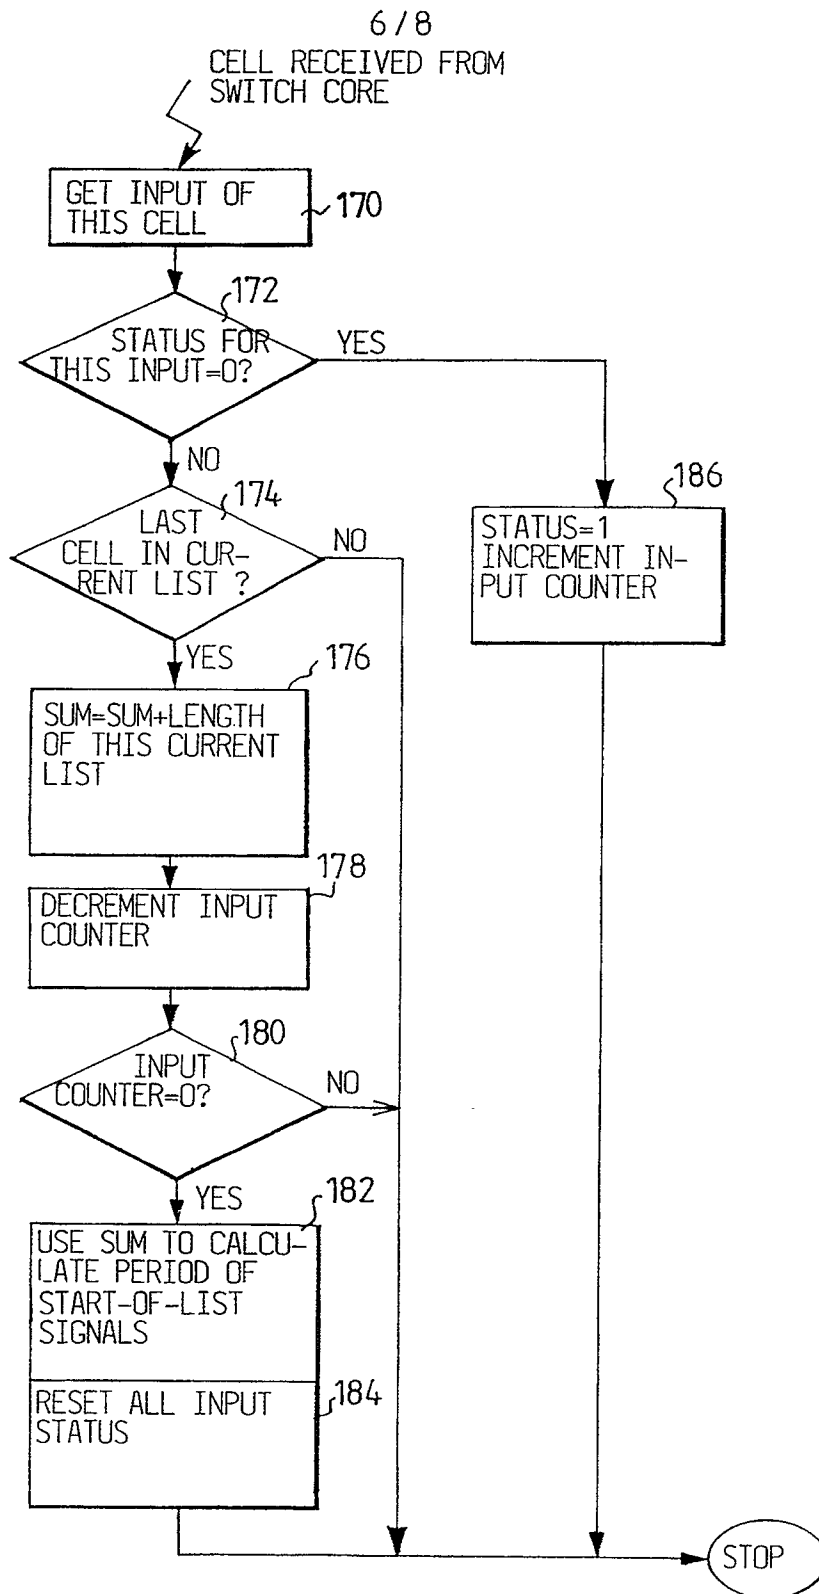 6/8
CELL RECEIVED FROM
SWITCH CORE
GET INPUT OF
THIS CELL
170
172
STATUS FOR
THIS INPUT=0?
YES
NO
174
LAST
CELL IN CUR-
RENT LIST ?
NO
186
STATUS=1
INCREMENT IN-
PUT COUNTER
YES
176
SUM=SUM+LENGTH
OF THIS CURRENT
LIST
178
DECREMENT INPUT
COUNTER
180
INPUT
COUNTER=0?
NO
YES
182
USE SUM TO CALCU-
LATE PERIOD OF
START-OF-LIST
SIGNALS
184
RESET ALL INPUT
STATUS
STOP